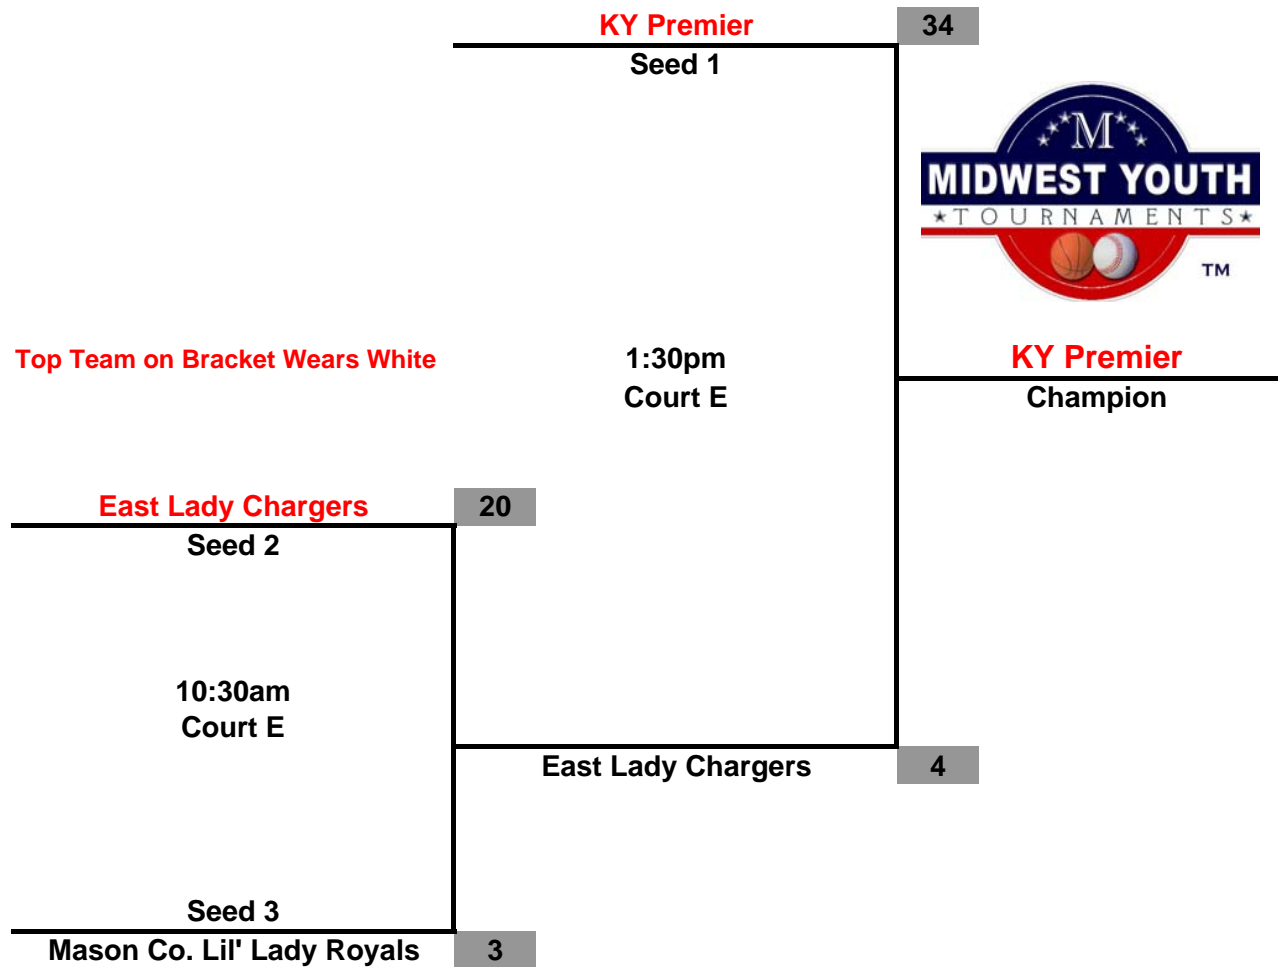 KY Premier 34
Seed 1
M
MIDWEST YOUTH
★TOURNAMENTS★
TM
Top Team on Bracket Wears White
1:30pm
Court E
KY Premier
Champion
East Lady Chargers 20
Seed 2
10:30am
Court E
East Lady Chargers 4
Seed 3
Mason Co. Lil' Lady Royals 3